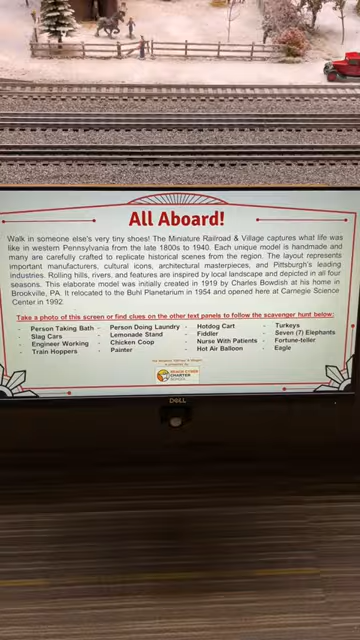 All Aboard!
Walk in someone else's very tiny shoes! The Miniature Railroad & Village captures what life was
like in western Pennsylvania from the late 1800s to 1940. Each unique model is handmade and
many are carefully crafted to replicate historical scenes from the region. The layout represents
important manufacturers, cultural icons, architectural masterpieces, and Pittsburgh's leading
industries. Rolling hills, rivers, and features are inspired by local landscape and depicted in all four
seasons. This elaborate model was initially created in 1919 by Charles Bowdish at his home in
Brookville, PA. It relocated to the Buhl Planetarium in 1954 and opened here at Carnegie Science
Center in 1992.
Take a photo of this screen or find clues on the other text panels to follow the scavenger hunt below:
- Person Taking Bath
- Slag Cars
- Engineer Working
- Train Hoppers
- Person Doing Laundry
- Lemonade Stand
- Chicken Coop
- Painter
- Hotdog Cart
- Fiddler
- Nurse With Patients
- Hot Air Balloon
- Turkeys
- Seven (7) Elephants
- Fortune-teller
- Eagle
The Miniature Railroad & Village
is presented by
CHARTER
DELL